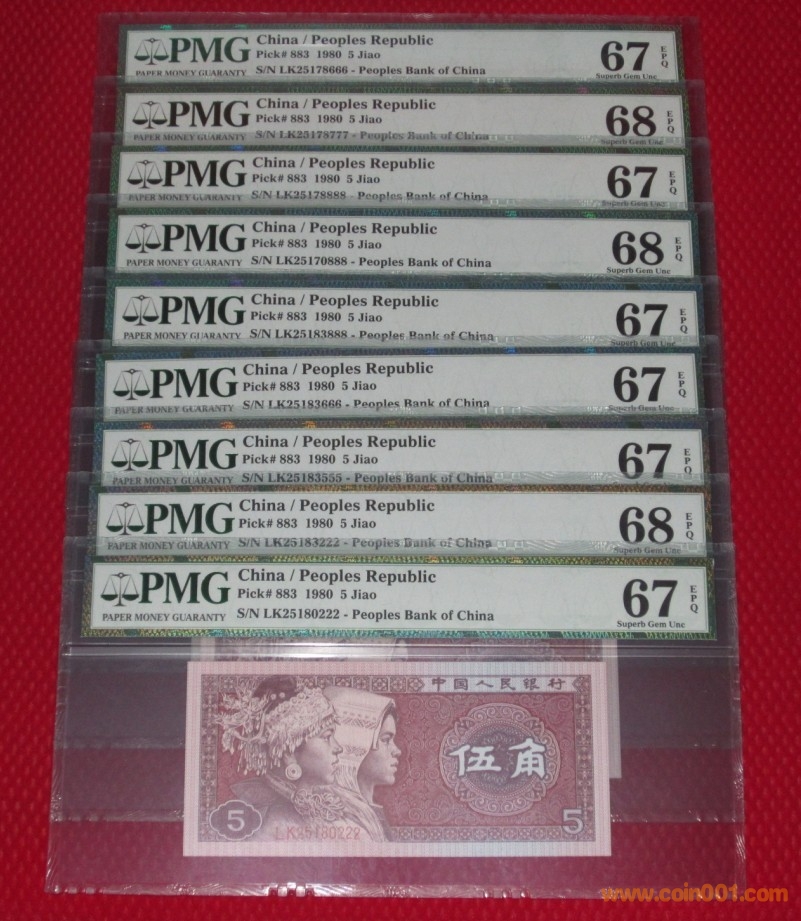 PMG
PAPER MONEY GUARANTY
China / Peoples Republic
Pick# 883 1980 5 Jiao
S/N LK25178666 - Peoples Bank of China
67 EPQ
Superb Gem Unc
PMG
PAPER MONEY GUARANTY
China / Peoples Republic
Pick# 883 1980 5 Jiao
S/N LK25178777 - Peoples Bank of China
68 EPQ
Superb Gem Unc
PMG
PAPER MONEY GUARANTY
China / Peoples Republic
Pick# 883 1980 5 Jiao
S/N LK25178888 - Peoples Bank of China
67 EPQ
Superb Gem Unc
PMG
PAPER MONEY GUARANTY
China / Peoples Republic
Pick# 883 1980 5 Jiao
S/N LK25170888 - Peoples Bank of China
68 EPQ
Superb Gem Unc
PMG
PAPER MONEY GUARANTY
China / Peoples Republic
Pick# 883 1980 5 Jiao
S/N LK25183888 - Peoples Bank of China
67 EPQ
Superb Gem Unc
PMG
PAPER MONEY GUARANTY
China / Peoples Republic
Pick# 883 1980 5 Jiao
S/N LK25183666 - Peoples Bank of China
67 EPQ
Superb Gem Unc
PMG
PAPER MONEY GUARANTY
China / Peoples Republic
Pick# 883 1980 5 Jiao
S/N LK25183555 - Peoples Bank of China
67 EPQ
PMG
PAPER MONEY GUARANTY
China / Peoples Republic
Pick# 883 1980 5 Jiao
S/N LK25183222 - Peoples Bank of China
68 EPQ
Superb Gem Unc
PMG
PAPER MONEY GUARANTY
China / Peoples Republic
Pick# 883 1980 5 Jiao
S/N LK25180222 - Peoples Bank of China
67 EPQ
Superb Gem Unc
中国人民银行
伍角
5
LK25180222
5
www.coin001.com